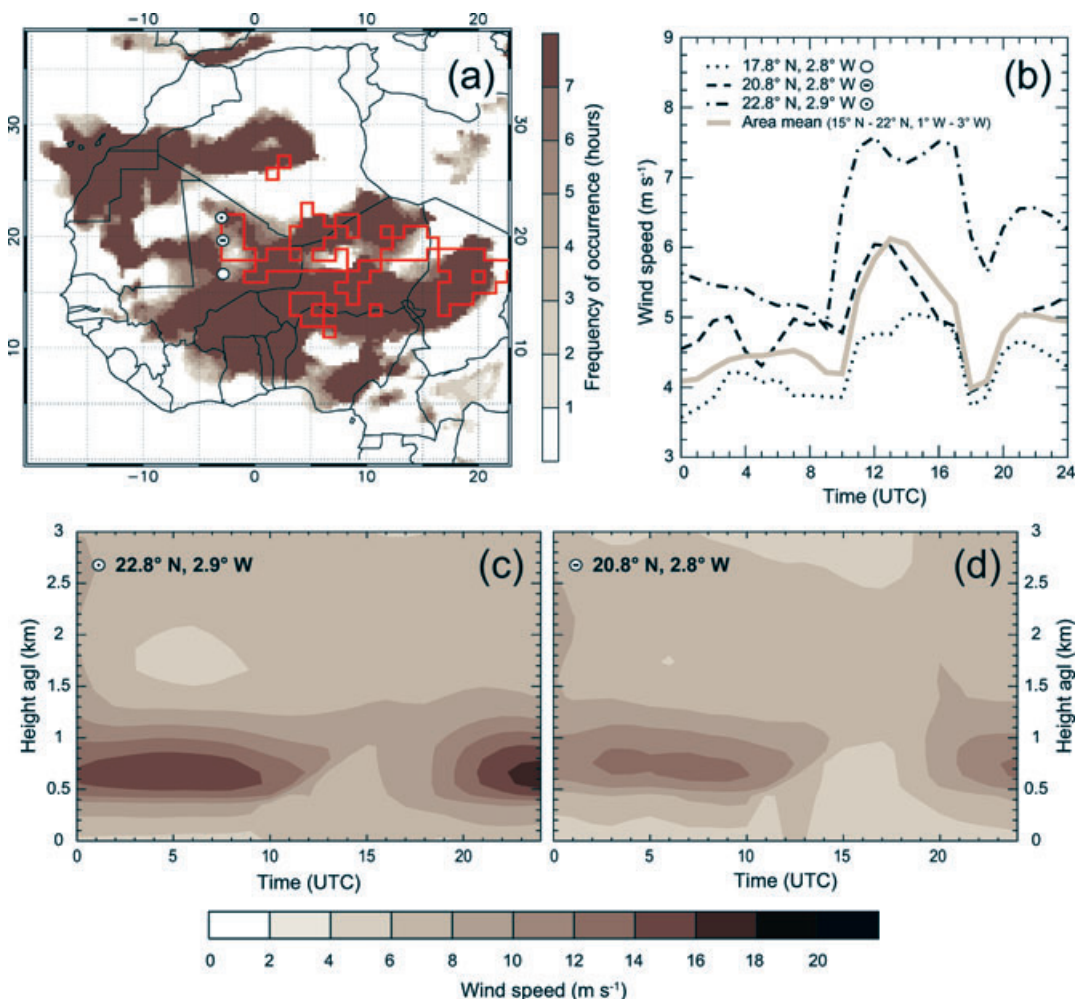 −10 0 10 20
(a)
30
20
10
30
20
10
−10 0 10 20
7
6
5
4
3
2
1
Frequency of occurrence (hours)
(b)
17.8° N, 2.8° W
20.8° N, 2.8° W
22.8° N, 2.9° W
Area mean (15° N - 22° N, 1° W - 3° W)
9
8
7
6
5
4
3
Wind speed (m s⁻¹)
0 4 8 12 16 20 24
Time (UTC)
22.8° N, 2.9° W
(c)
3
2.5
2
1.5
1
0.5
0
Height agl (km)
0 5 10 15 20
Time (UTC)
20.8° N, 2.8° W
(d)
3
2.5
2
1.5
1
0.5
0
Height agl (km)
0 5 10 15 20
Time (UTC)
0 2 4 6 8 10 12 14 16 18 20
Wind speed (m s⁻¹)